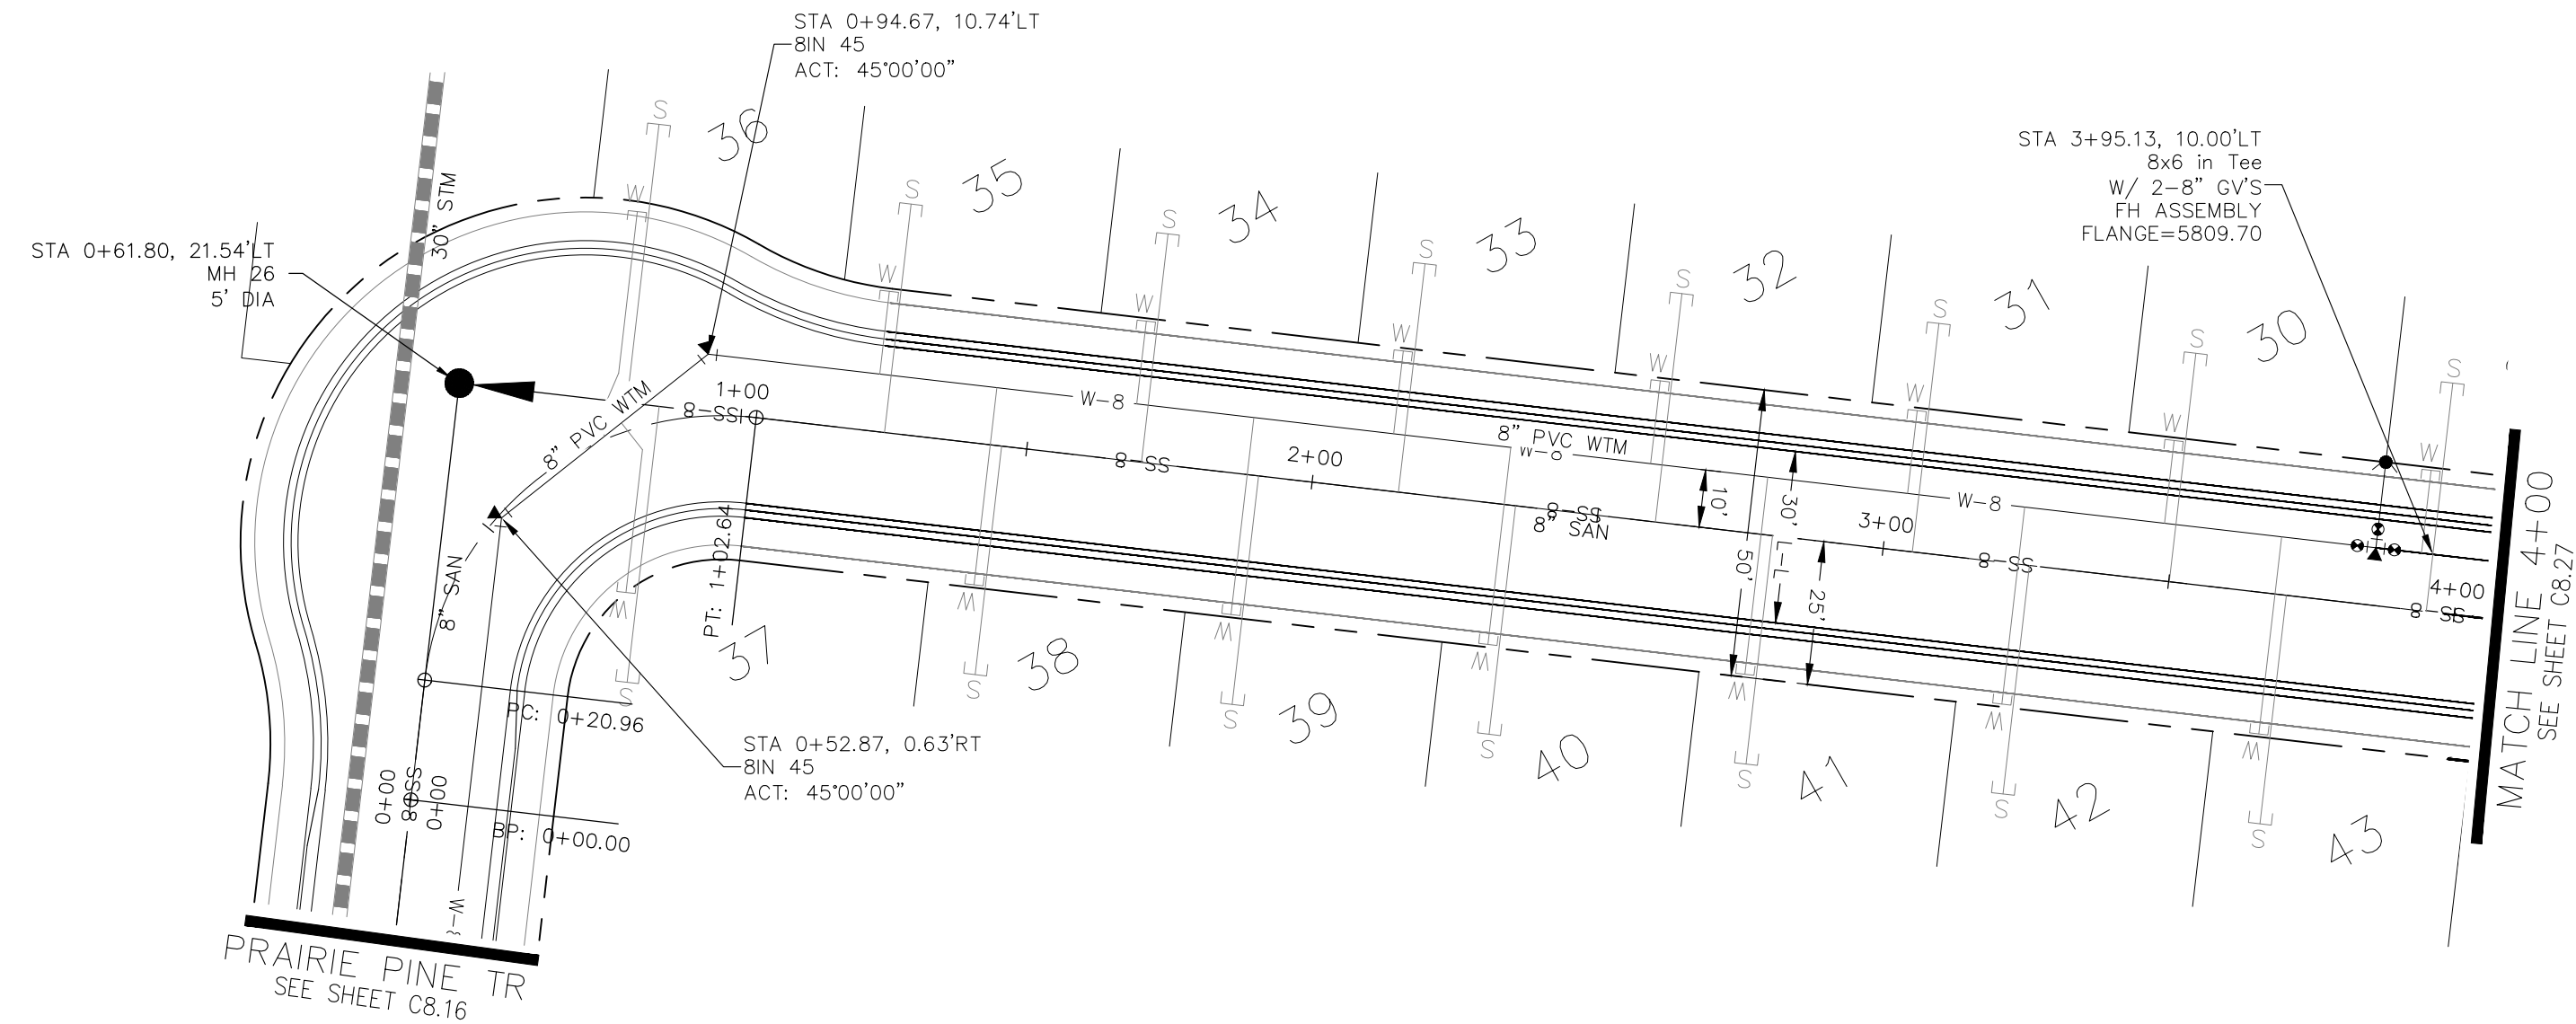 STA 0+94.67, 10.74'LT
8IN 45
ACT: 45°00'00"
STA 3+95.13, 10.00'LT
8x6 in Tee
W/ 2-8" GV'S
FH ASSEMBLY
FLANGE=5809.70
STA 0+61.80, 21.54'LT
MH 26
5' DIA
30" STM
36
35
34
33
32
31
30
S
S
S
S
S
S
S
S
W
W
W
W
W
W
W
W
1+00
8-SS
8" PVC WTM
W-8
8-SS
2+00
8" PVC WTM
W-8
8-SS
8" SAN
10'
30'
50'
L-L
25'
3+00
W-8
8-SS
4+00
8-SS
MATCH LINE 4+00
SEE SHEET C8.27
8" SAN
PT: 1+02.64
W
W
W
W
W
W
W
S
S
S
S
S
S
S
37
38
39
40
41
42
43
PC: 0+20.96
STA 0+52.87, 0.63'RT
8IN 45
ACT: 45°00'00"
0+00
8-SS
0+00
BP: 0+00.00
W-8
PRAIRIE PINE TR
SEE SHEET C8.16